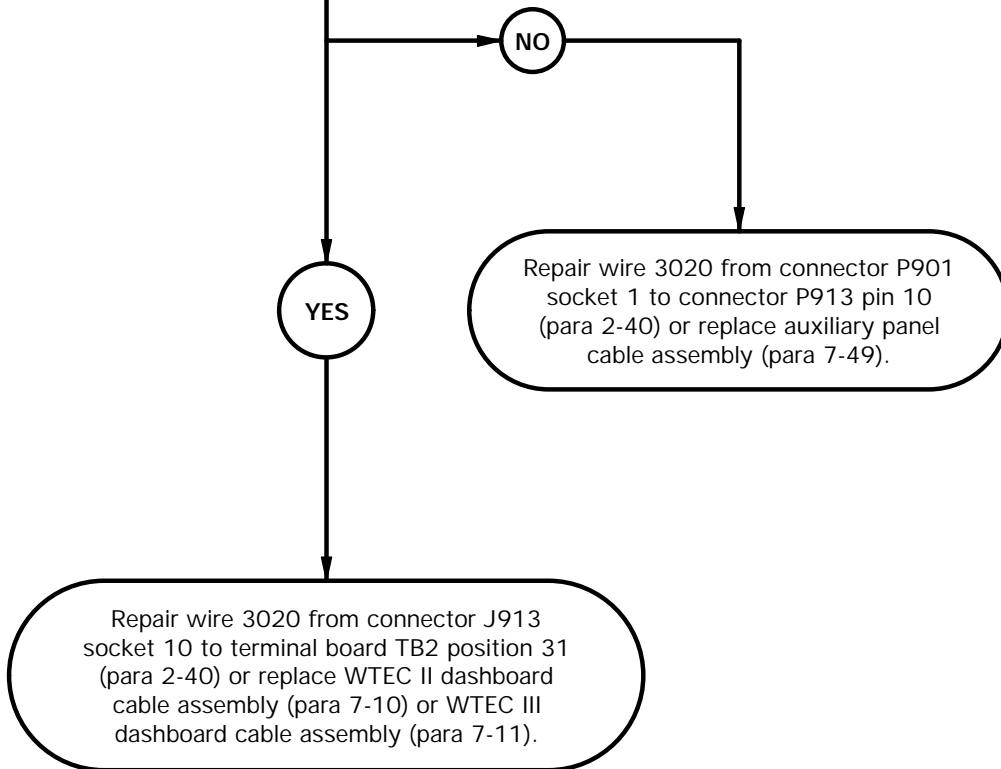 NO
Repair wire 3020 from connector P901
socket 1 to connector P913 pin 10
(para 2-40) or replace auxiliary panel
cable assembly (para 7-49).
YES
Repair wire 3020 from connector J913
socket 10 to terminal board TB2 position 31
(para 2-40) or replace WTEC II dashboard
cable assembly (para 7-10) or WTEC III
dashboard cable assembly (para 7-11).